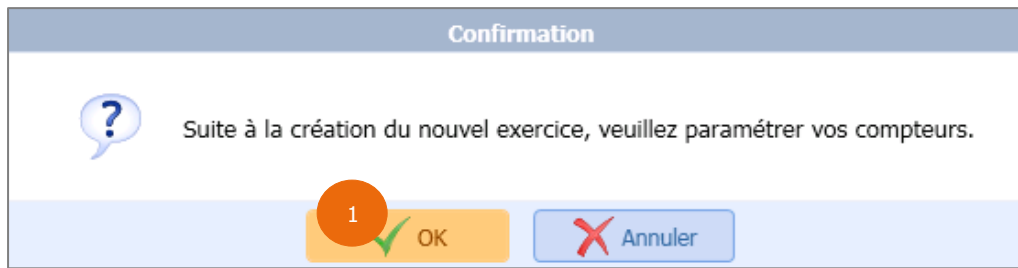 Confirmation
Suite à la création du nouvel exercice, veuillez paramétrer vos compteurs.
1
OK
Annuler